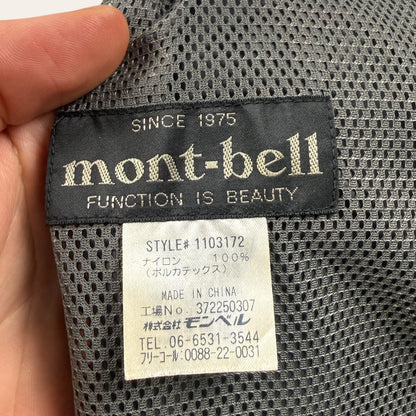 SINCE 1975
mont-bell
FUNCTION IS BEAUTY
STYLE# 1103172
ナイロン 100%
(ポルカテックス)
MADE IN CHINA
工場No. 372250307
株式会社モンベル
TEL. 06-6531-3544
フリーコール:0088-22-0031